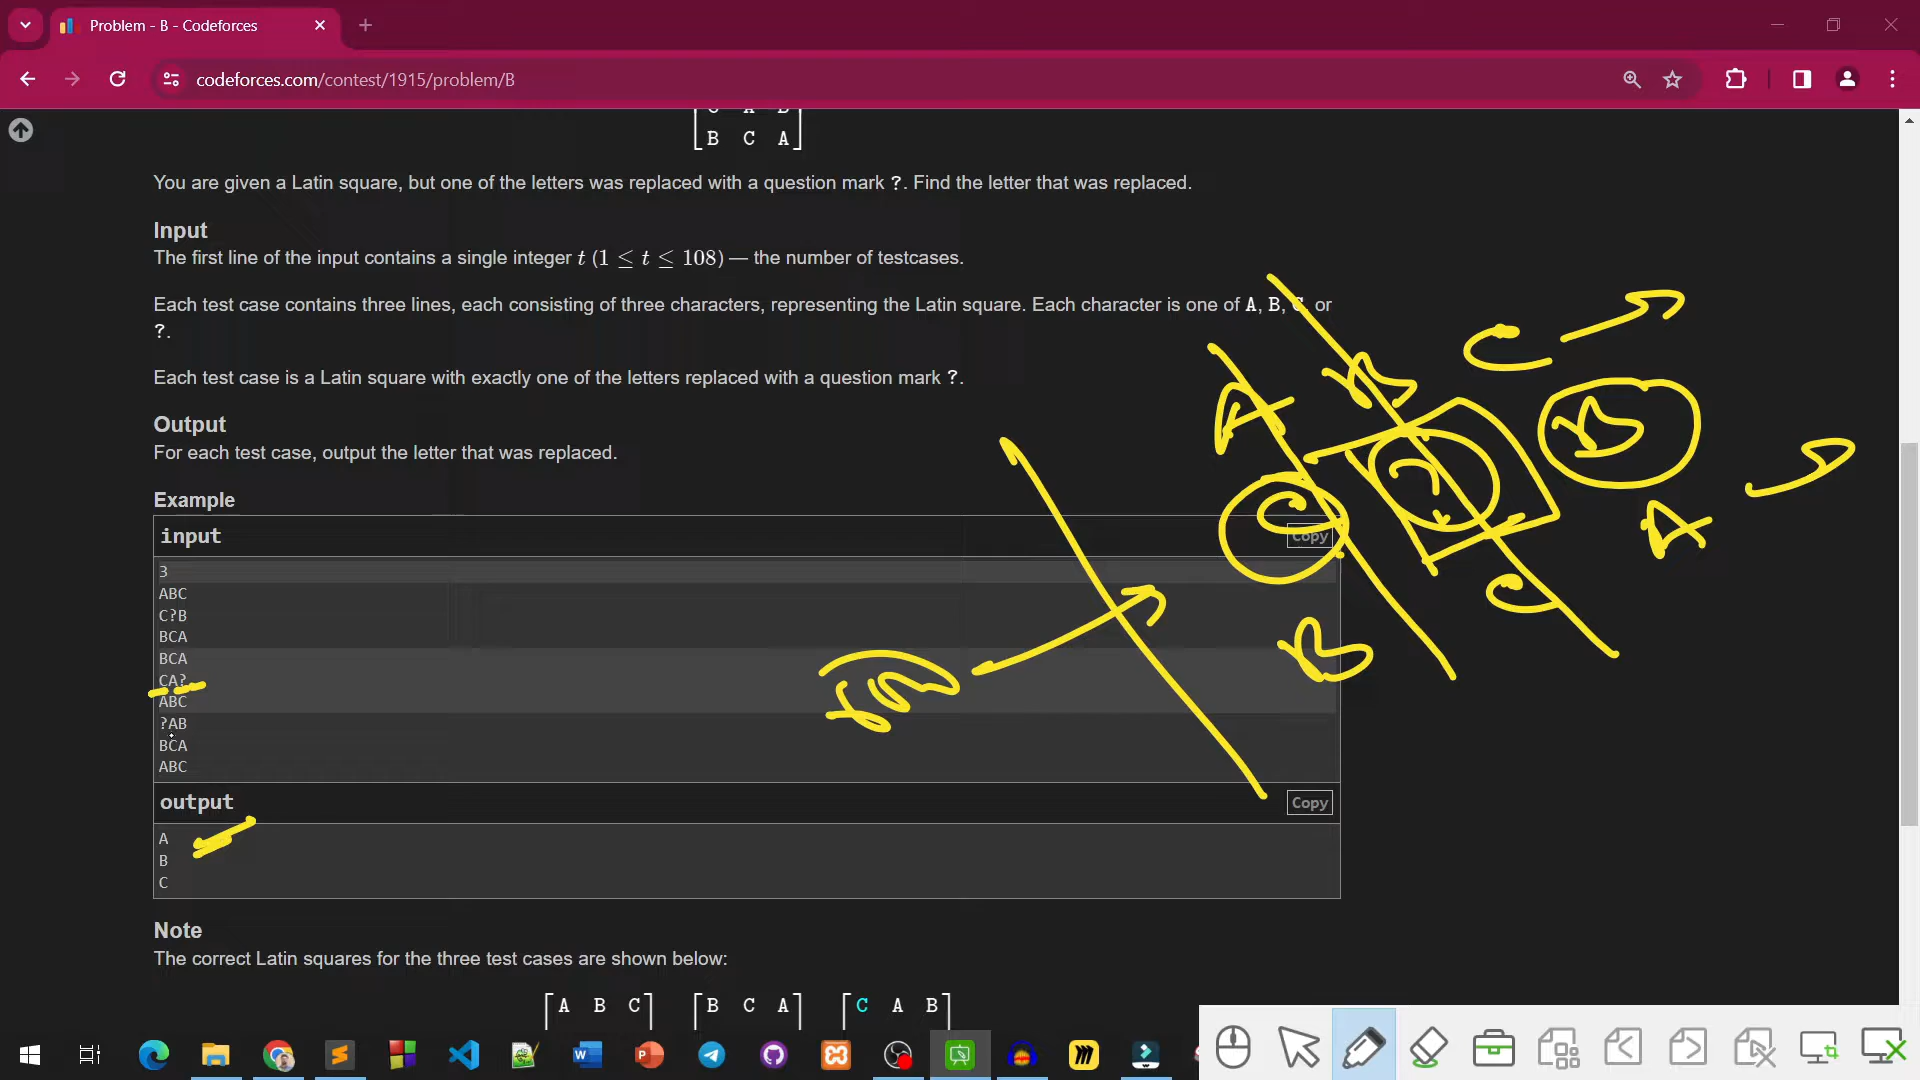 Problem - B - Codeforces
codeforces.com/contest/1915/problem/B
B C A
You are given a Latin square, but one of the letters was replaced with a question mark ?. Find the letter that was replaced.
Input
The first line of the input contains a single integer t (1 ≤ t ≤ 108) — the number of testcases.
Each test case contains three lines, each consisting of three characters, representing the Latin square. Each character is one of A, B, C, or
?.
Each test case is a Latin square with exactly one of the letters replaced with a question mark ?.
Output
For each test case, output the letter that was replaced.
Example
input
Copy
3
ABC
C?B
BCA
BCA
CA?
ABC
?AB
BCA
ABC
output
Copy
A
B
C
Note
The correct Latin squares for the three test cases are shown below:
A B C B C A C A B
A B C
C ? B
B C A